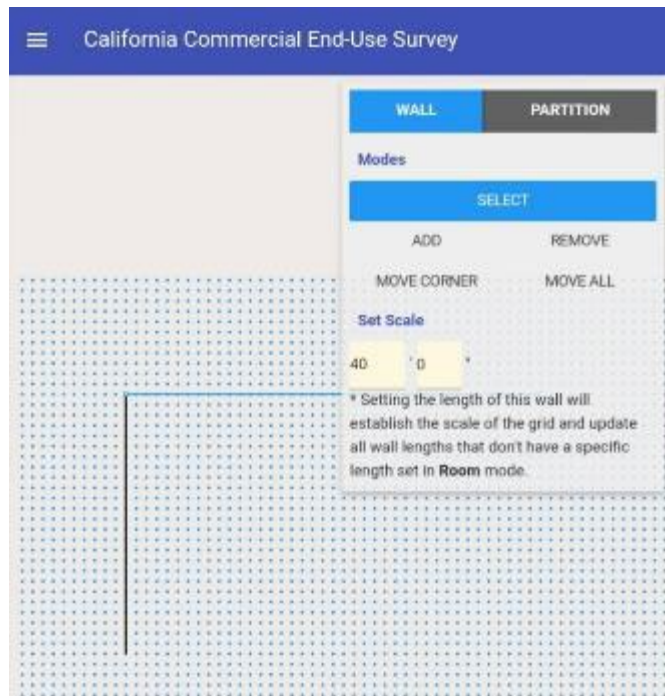 California Commercial End-Use Survey
WALL PARTITION
Modes
SELECT
ADD REMOVE
MOVE CORNER MOVE ALL
Set Scale
40 ' 0 "
* Setting the length of this wall will
establish the scale of the grid and update
all wall lengths that don't have a specific
length set in Room mode.